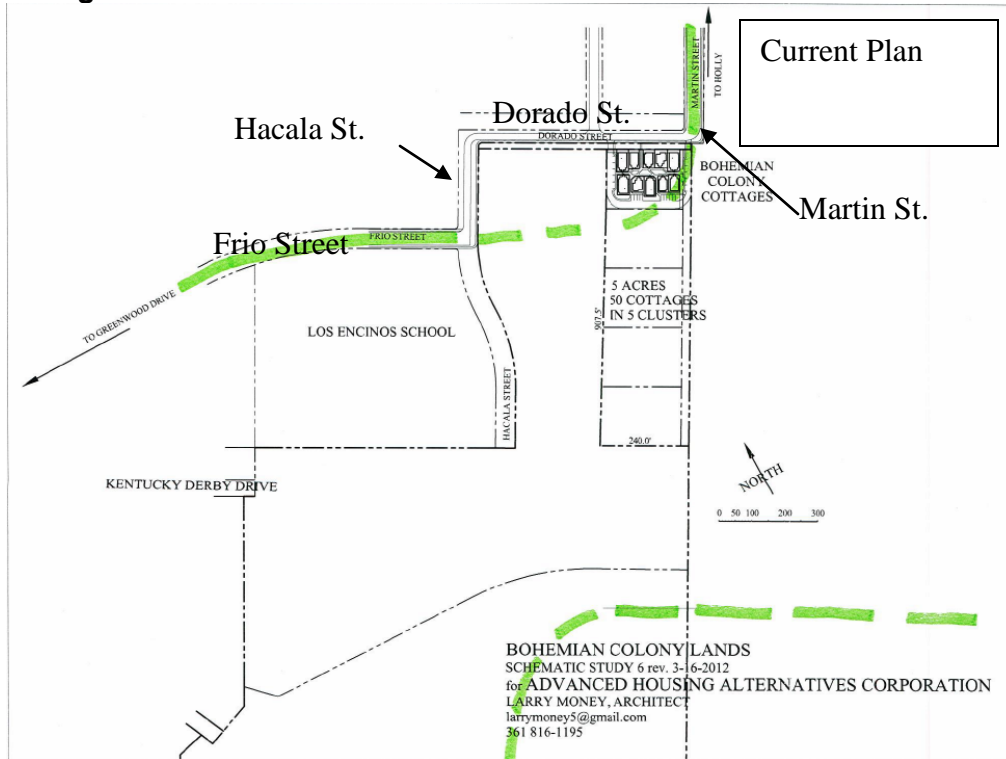 Current Plan
MARTIN STREET
TO HOLLY
Dorado St.
DORADO STREET
Hacala St.
BOHEMIAN
COLONY
COTTAGES
Martin St.
Frio Street
FRIO STREET
TO GREENWOOD DRIVE
LOS ENCINOS SCHOOL
5 ACRES
50 COTTAGES
IN 5 CLUSTERS
907.5'
HACALA STREET
240.0'
KENTUCKY DERBY DRIVE
NORTH
0 50 100 200 300
BOHEMIAN COLONY LANDS
SCHEMATIC STUDY 6 rev. 3-16-2012
for ADVANCED HOUSING ALTERNATIVES CORPORATION
LARRY MONEY, ARCHITECT
larrymoney5@gmail.com
361 816-1195